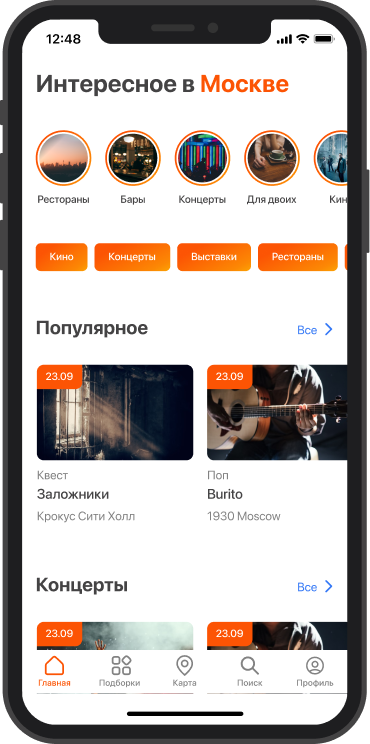 12:48
Интересное в Москве
Рестораны Бары Концерты Для двоих Кин
Кино Концерты Выставки Рестораны
Популярное Все
23.09 23.09
Квест Поп
Заложники Burito
Крокус Сити Холл 1930 Moscow
Концерты Все
23.09 23.09
Главная Подборки Карта Поиск Профиль